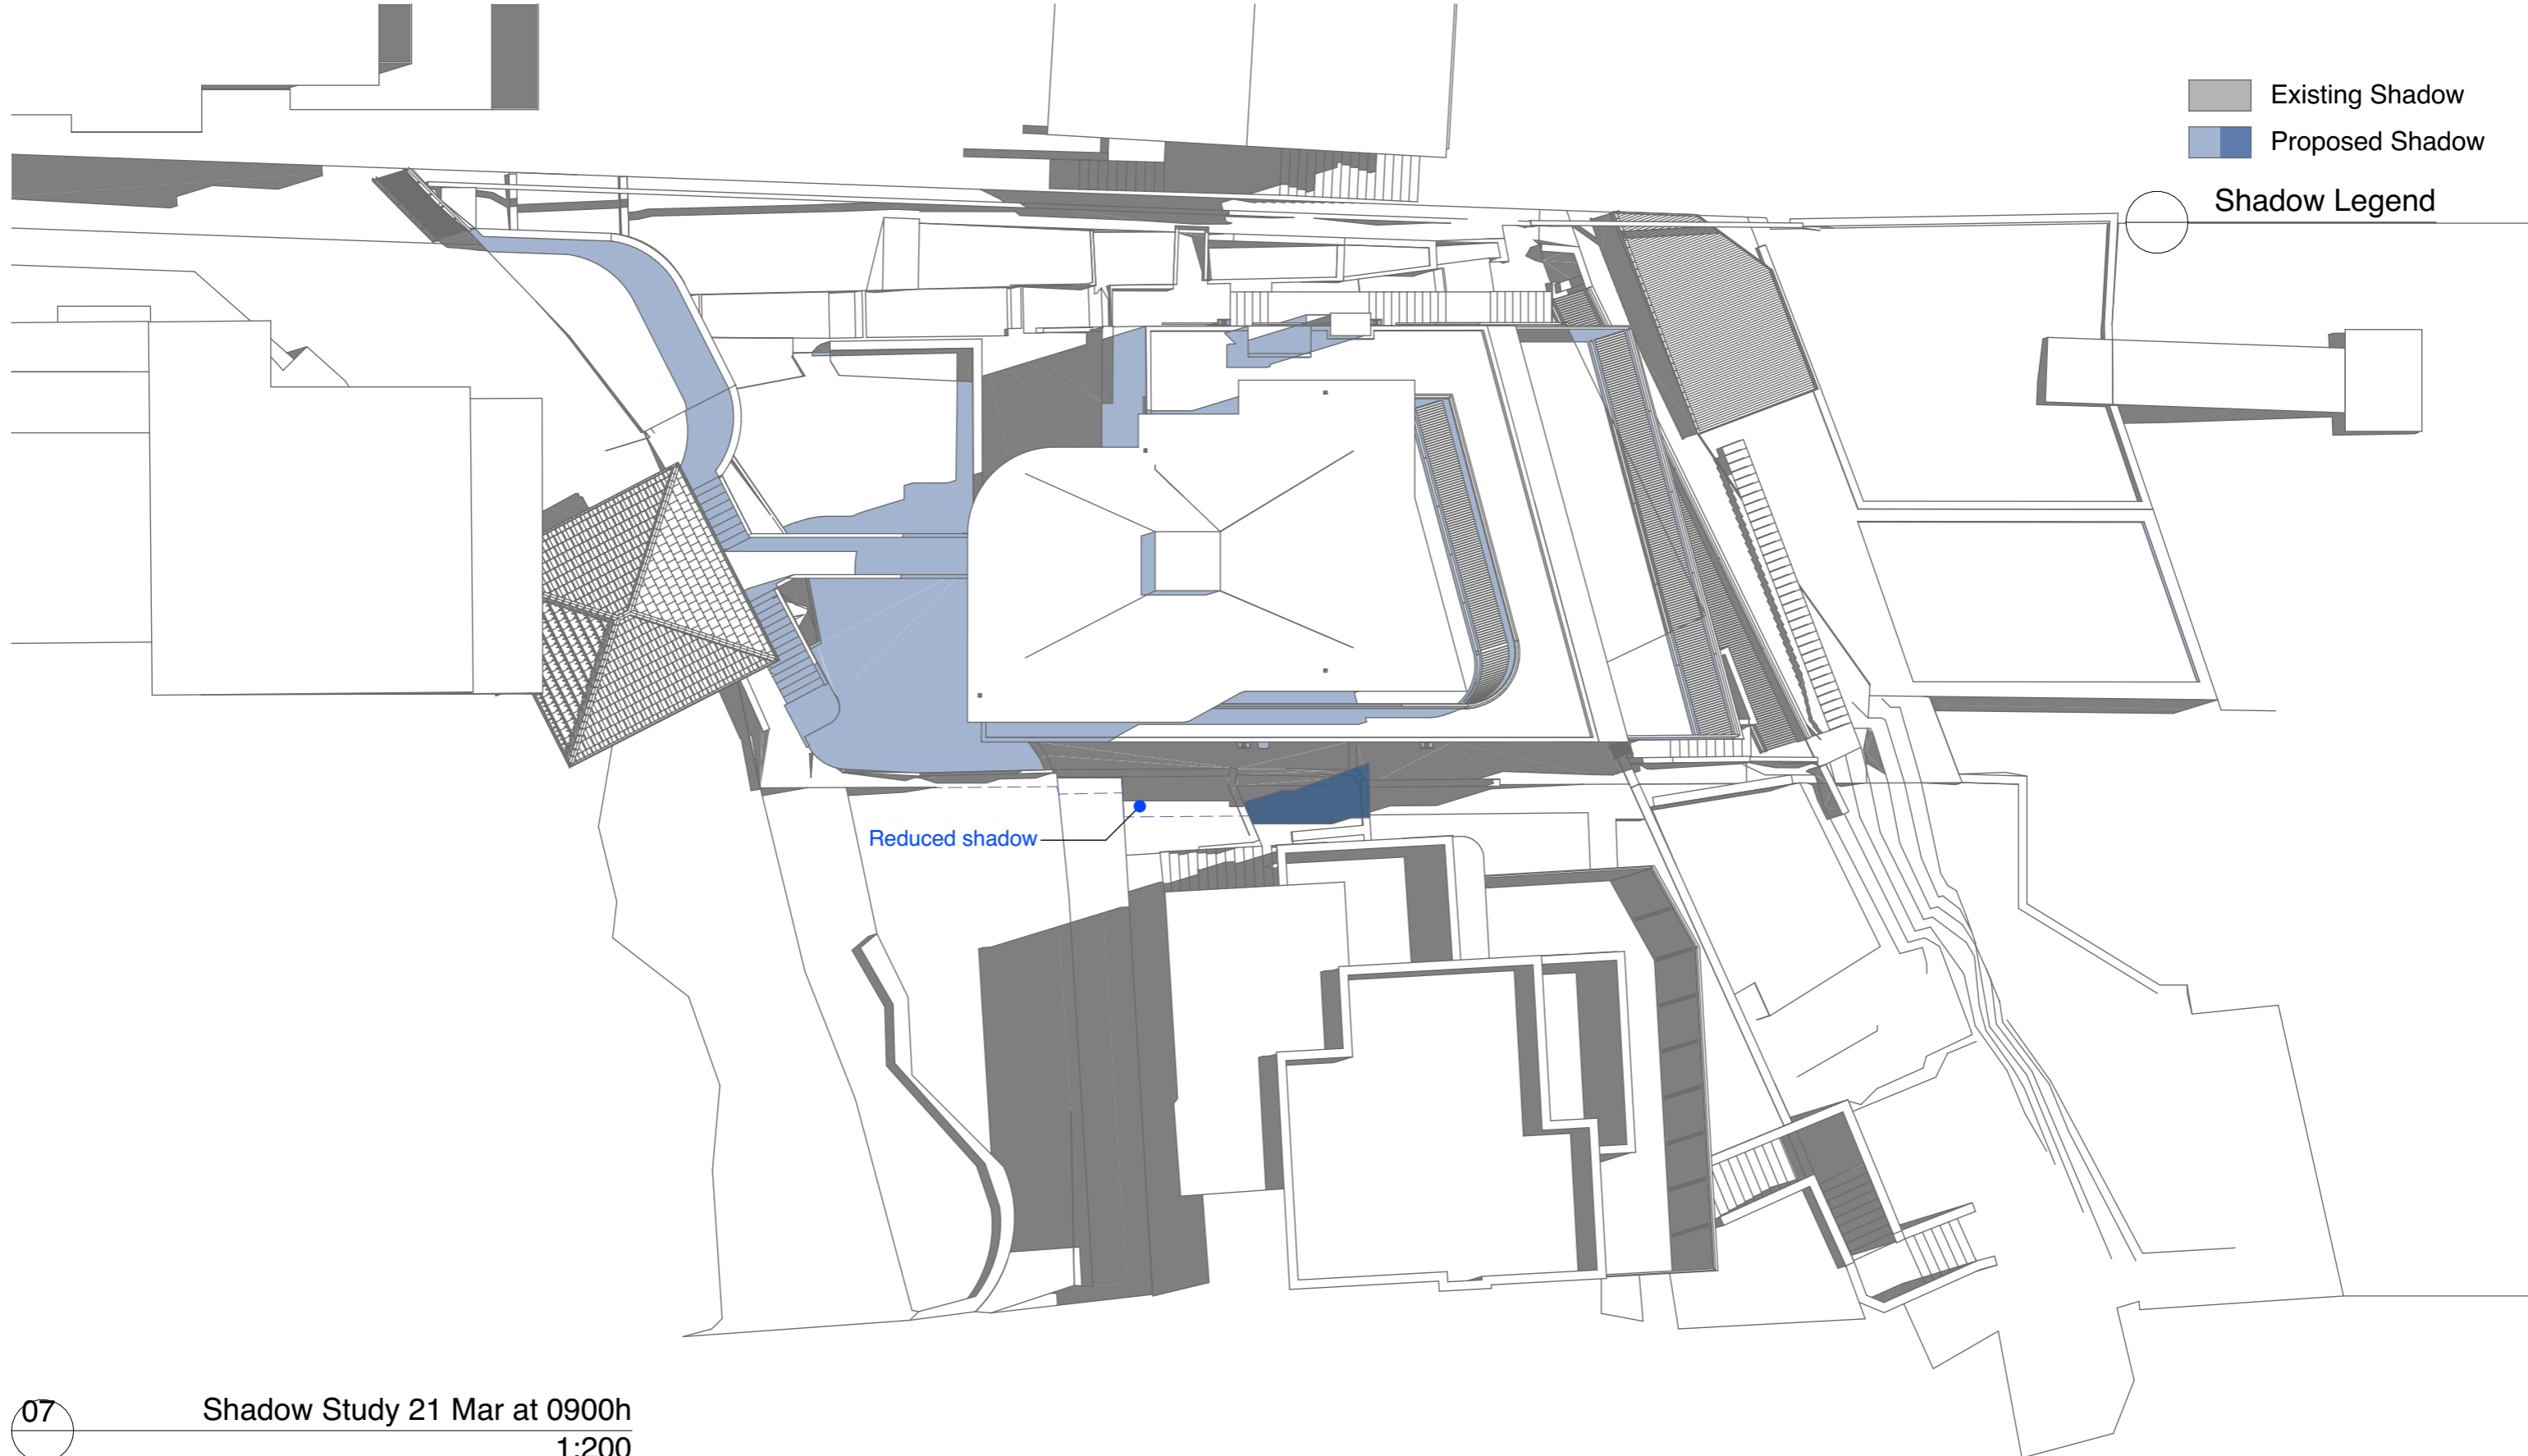 Existing Shadow
Proposed Shadow
Shadow Legend
Reduced shadow
07
Shadow Study 21 Mar at 0900h
1:200